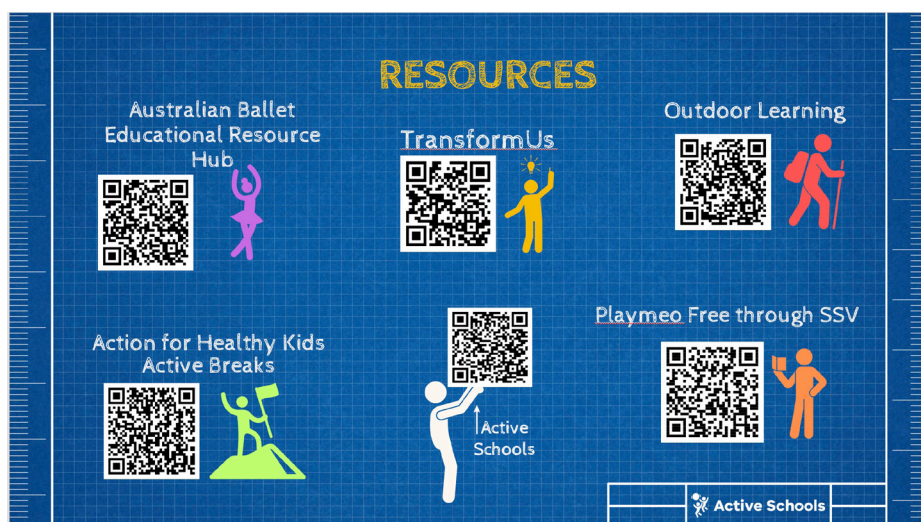 RESOURCES
Australian Ballet
Educational Resource
Hub
TransformUs
Outdoor Learning
Action for Healthy Kids
Active Breaks
Active
Schools
Playmeo Free through SSV
Active Schools